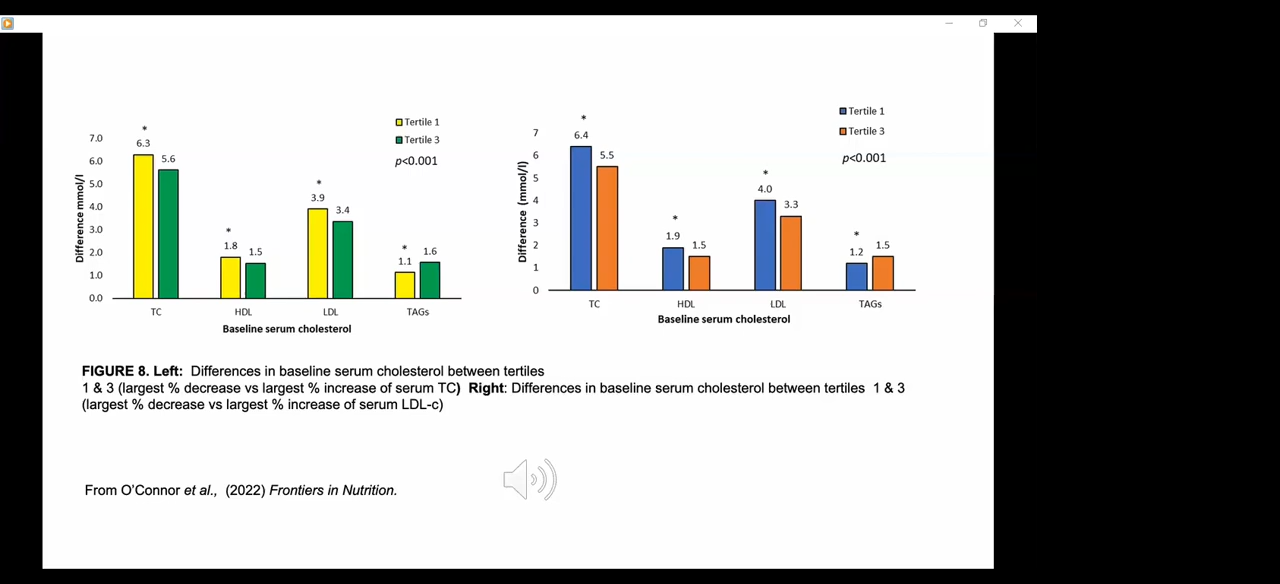 Tertile 1
Tertile 3
p<0.001
Difference mmol/l
7.0
6.0
5.0
4.0
3.0
2.0
1.0
0.0
*
6.3
5.6
*
1.8
1.5
*
3.9
3.4
*
1.1
1.6
TC
HDL
LDL
TAGs
Baseline serum cholesterol
Tertile 1
Tertile 3
p<0.001
Difference (mmol/l)
7
6
5
4
3
2
1
0
*
6.4
5.5
*
1.9
1.5
*
4.0
3.3
*
1.2
1.5
TC
HDL
LDL
TAGs
Baseline serum cholesterol
FIGURE 8. Left: Differences in baseline serum cholesterol between tertiles
1 & 3 (largest % decrease vs largest % increase of serum TC) Right: Differences in baseline serum cholesterol between tertiles 1 & 3
(largest % decrease vs largest % increase of serum LDL-c)
From O'Connor et al., (2022) Frontiers in Nutrition.